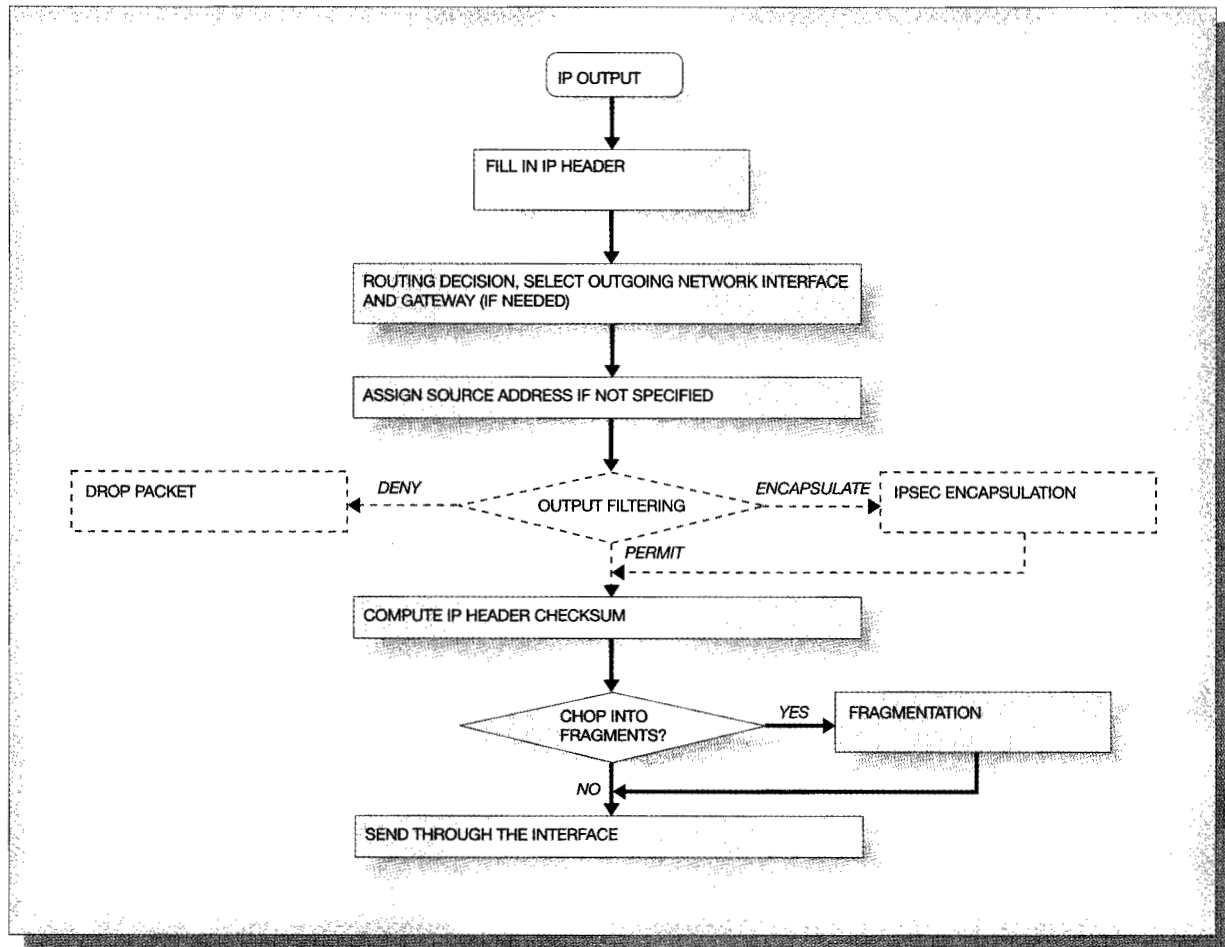 IP OUTPUT
FILL IN IP HEADER
ROUTING DECISION, SELECT OUTGOING NETWORK INTERFACE
AND GATEWAY (IF NEEDED)
ASSIGN SOURCE ADDRESS IF NOT SPECIFIED
DROP PACKET
DENY
OUTPUT FILTERING
ENCAPSULATE
IPSEC ENCAPSULATION
PERMIT
COMPUTE IP HEADER CHECKSUM
CHOP INTO
FRAGMENTS?
YES
FRAGMENTATION
NO
SEND THROUGH THE INTERFACE